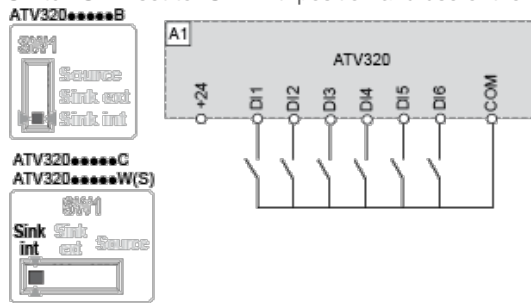 ATV320●●●●●B
SW1
Source
Sink ext
Sink int
ATV320●●●●●C
ATV320●●●●●W(S)
SW1
Sink int
Sink ext
Source
A1
ATV320
+24
DI1
DI2
DI3
DI4
DI5
DI6
COM